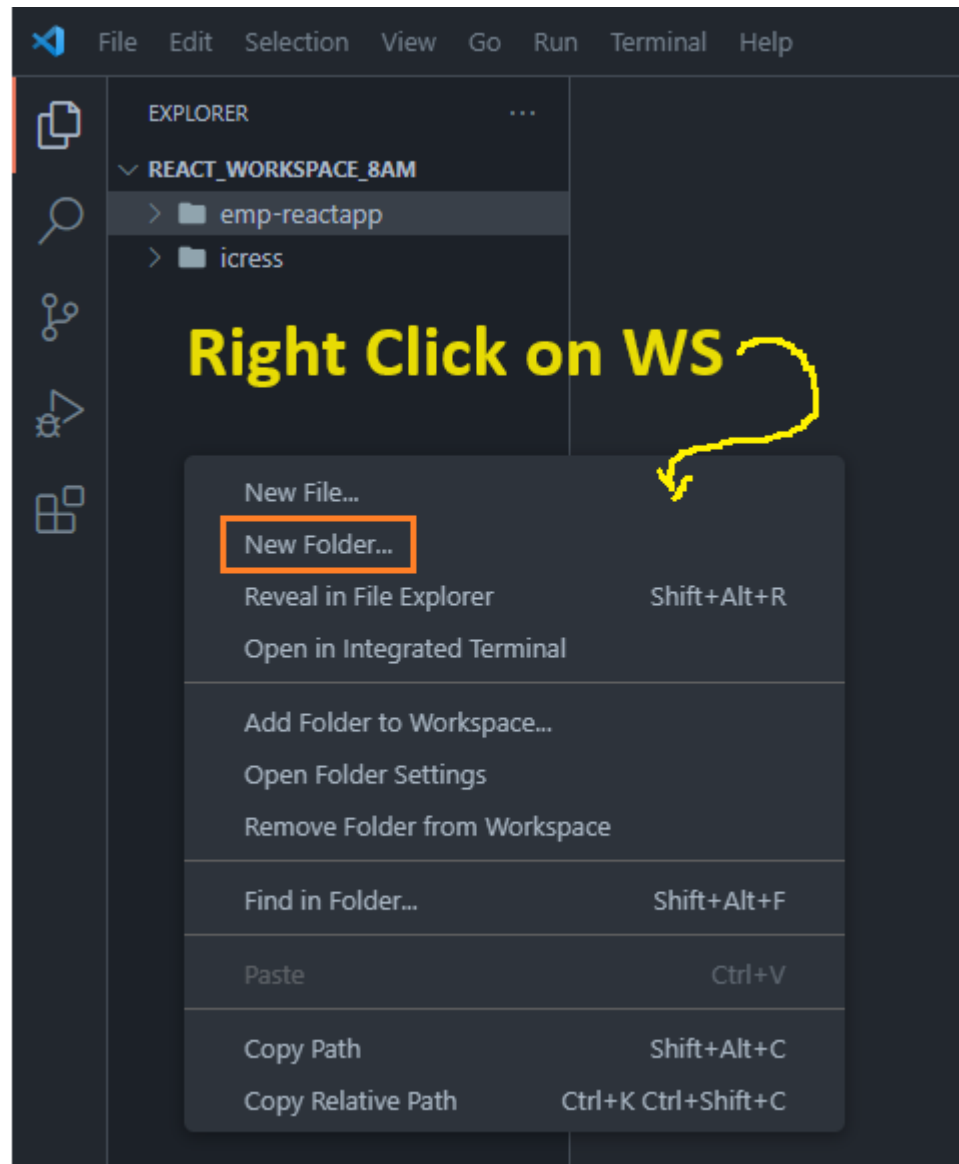 File Edit Selection View Go Run Terminal Help
EXPLORER ...
REACT_WORKSPACE_8AM
emp-reactapp
icress
Right Click on WS
New File...
New Folder...
Reveal in File Explorer Shift+Alt+R
Open in Integrated Terminal
Add Folder to Workspace...
Open Folder Settings
Remove Folder from Workspace
Find in Folder... Shift+Alt+F
Paste Ctrl+V
Copy Path Shift+Alt+C
Copy Relative Path Ctrl+K Ctrl+Shift+C